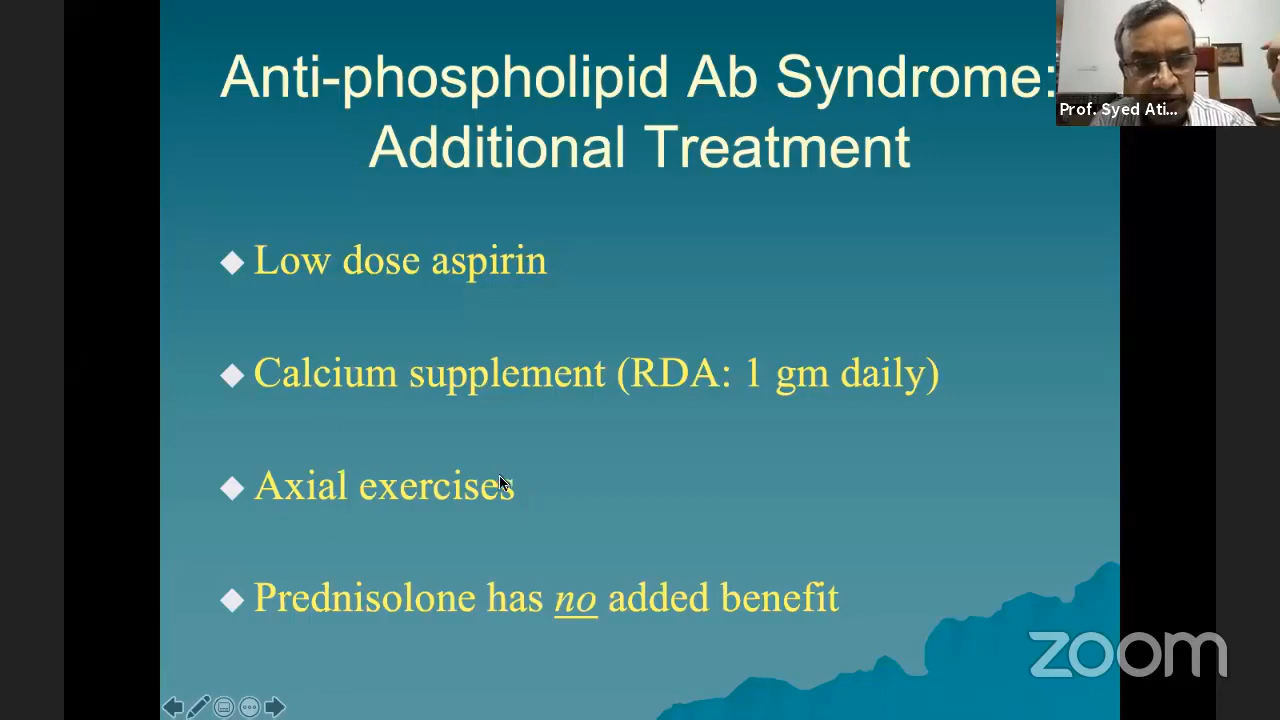 Anti-phospholipid Ab Syndrome:
Additional Treatment
Prof. Syed Ati...
Low dose aspirin
Calcium supplement (RDA: 1 gm daily)
Axial exercises
Prednisolone has no added benefit
zoom